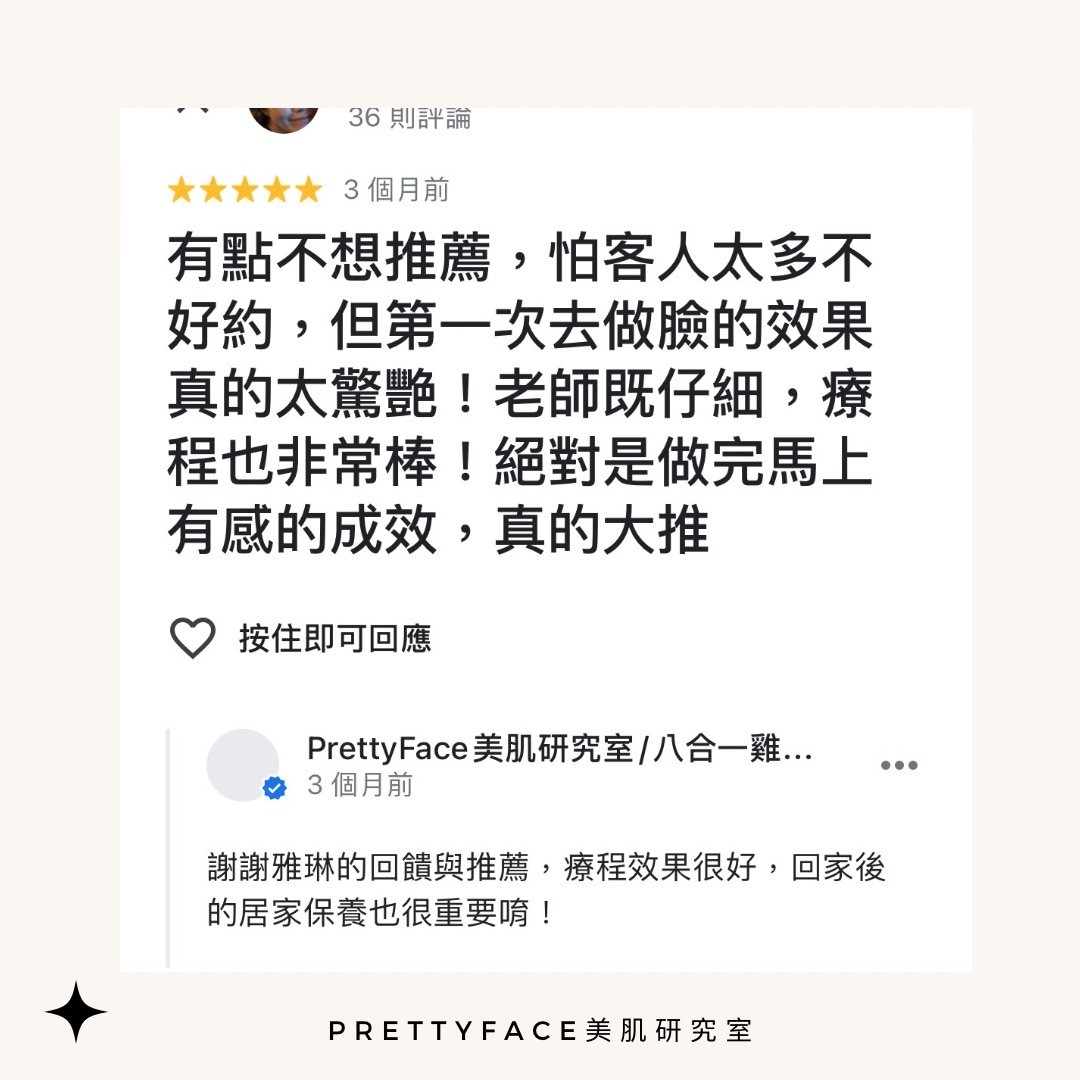 36 則評論
3 個月前
有點不想推薦，怕客人太多不
好約，但第一次去做臉的效果
真的太驚艷！老師既仔細，療
程也非常棒！絕對是做完馬上
有感的成效，真的大推
按住即可回應
PrettyFace美肌研究室/八合一雞...
3 個月前
謝謝雅琳的回饋與推薦，療程效果很好，回家後
的居家保養也很重要唷！
PRETTYFACE美肌研究室